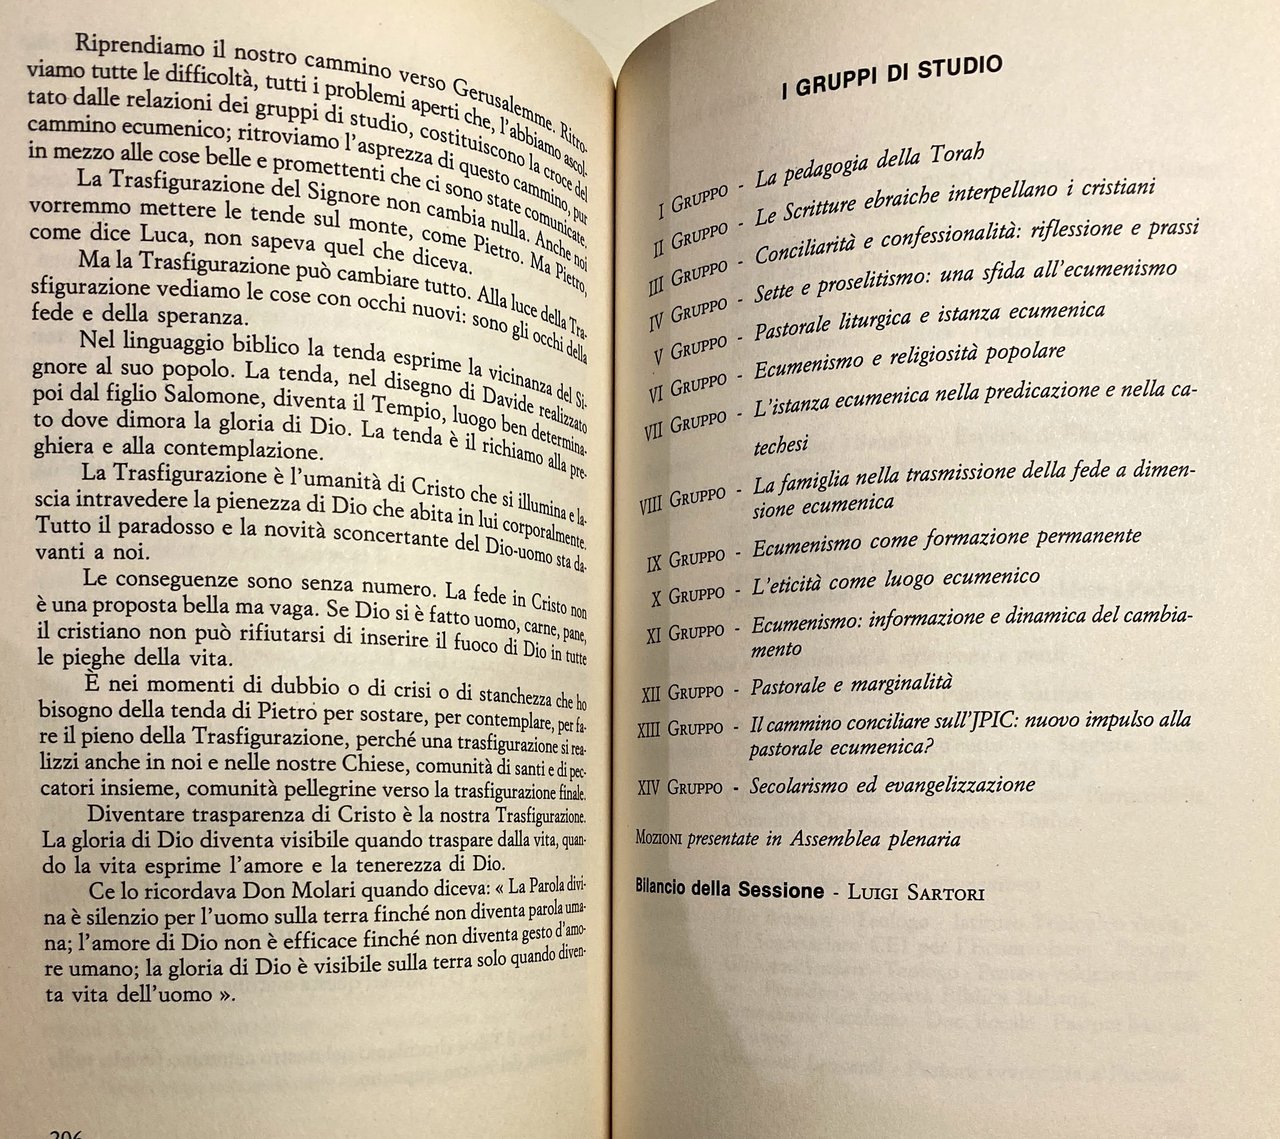 Riprendiamo il nostro cammino verso Gerusalemme. Ritro-
viamo tutte le difficoltà, tutti i problemi aperti che, l'abbiamo ascol-
tato dalle relazioni dei gruppi di studio, costituiscono la croce del
cammino ecumenico; ritroviamo l'asprezza di questo cammino, pur
in mezzo alle cose belle e promettenti che ci sono state comunicate.
La Trasfigurazione del Signore non cambia nulla. Anche noi
vorremmo mettere le tende sul monte, come Pietro. Ma Pietro,
come dice Luca, non sapeva quel che diceva.
Ma la Trasfigurazione può cambiare tutto. Alla luce della Tra-
sfigurazione vediamo le cose con occhi nuovi: sono gli occhi della
fede e della speranza.
Nel linguaggio biblico la tenda esprime la vicinanza del Si-
gnore al suo popolo. La tenda, nel disegno di Davide realizzato
poi dal figlio Salomone, diventa il Tempio, luogo ben determina-
to dove dimora la gloria di Dio. La tenda è il richiamo alla pre-
ghiera e alla contemplazione.
La Trasfigurazione è l'umanità di Cristo che si illumina e la-
scia intravedere la pienezza di Dio che abita in lui corporalmente.
Tutto il paradosso e la novità sconcertante del Dio-uomo sta da-
vanti a noi.
Le conseguenze sono senza numero. La fede in Cristo non
è una proposta bella ma vaga. Se Dio si è fatto uomo, carne, pane,
il cristiano non può rifiutarsi di inserire il fuoco di Dio in tutte
le pieghe della vita.
È nei momenti di dubbio o di crisi o di stanchezza che ho
bisogno della tenda di Pietro per sostare, per contemplare, per fa-
re il pieno della Trasfigurazione, perché una trasfigurazione si rea-
lizzi anche in noi e nelle nostre Chiese, comunità di santi e di pec-
catori insieme, comunità pellegrine verso la trasfigurazione finale.
Diventare trasparenza di Cristo è la nostra Trasfigurazione.
La gloria di Dio diventa visibile quando traspare dalla vita, quan-
do la vita esprime l'amore e la tenerezza di Dio.
Ce lo ricordava Don Molari quando diceva: « La Parola divi-
na è silenzio per l'uomo sulla terra finché non diventa parola uma-
na; l'amore di Dio non è efficace finché non diventa gesto d'amo-
re umano; la gloria di Dio è visibile sulla terra solo quando diven-
ta vita dell'uomo ».
206
I GRUPPI DI STUDIO
I GRUPPO - La pedagogia della Torah
II GRUPPO - Le Scritture ebraiche interpellano i cristiani
III GRUPPO - Conciliarità e confessionalità: riflessione e prassi
IV GRUPPO - Sette e proselitismo: una sfida all'ecumenismo
V GRUPPO - Pastorale liturgica e istanza ecumenica
VI GRUPPO - Ecumenismo e religiosità popolare
VII GRUPPO - L'istanza ecumenica nella predicazione e nella ca-
techesi
VIII GRUPPO - La famiglia nella trasmissione della fede a dimen-
sione ecumenica
IX GRUPPO - Ecumenismo come formazione permanente
X GRUPPO - L'eticità come luogo ecumenico
XI GRUPPO - Ecumenismo: informazione e dinamica del cambia-
mento
XII GRUPPO - Pastorale e marginalità
XIII GRUPPO - Il cammino conciliare sull'JPIC: nuovo impulso alla
pastorale ecumenica?
XIV GRUPPO - Secolarismo ed evangelizzazione
MOZIONI presentate in Assemblea plenaria
Bilancio della Sessione - LUIGI SARTORI